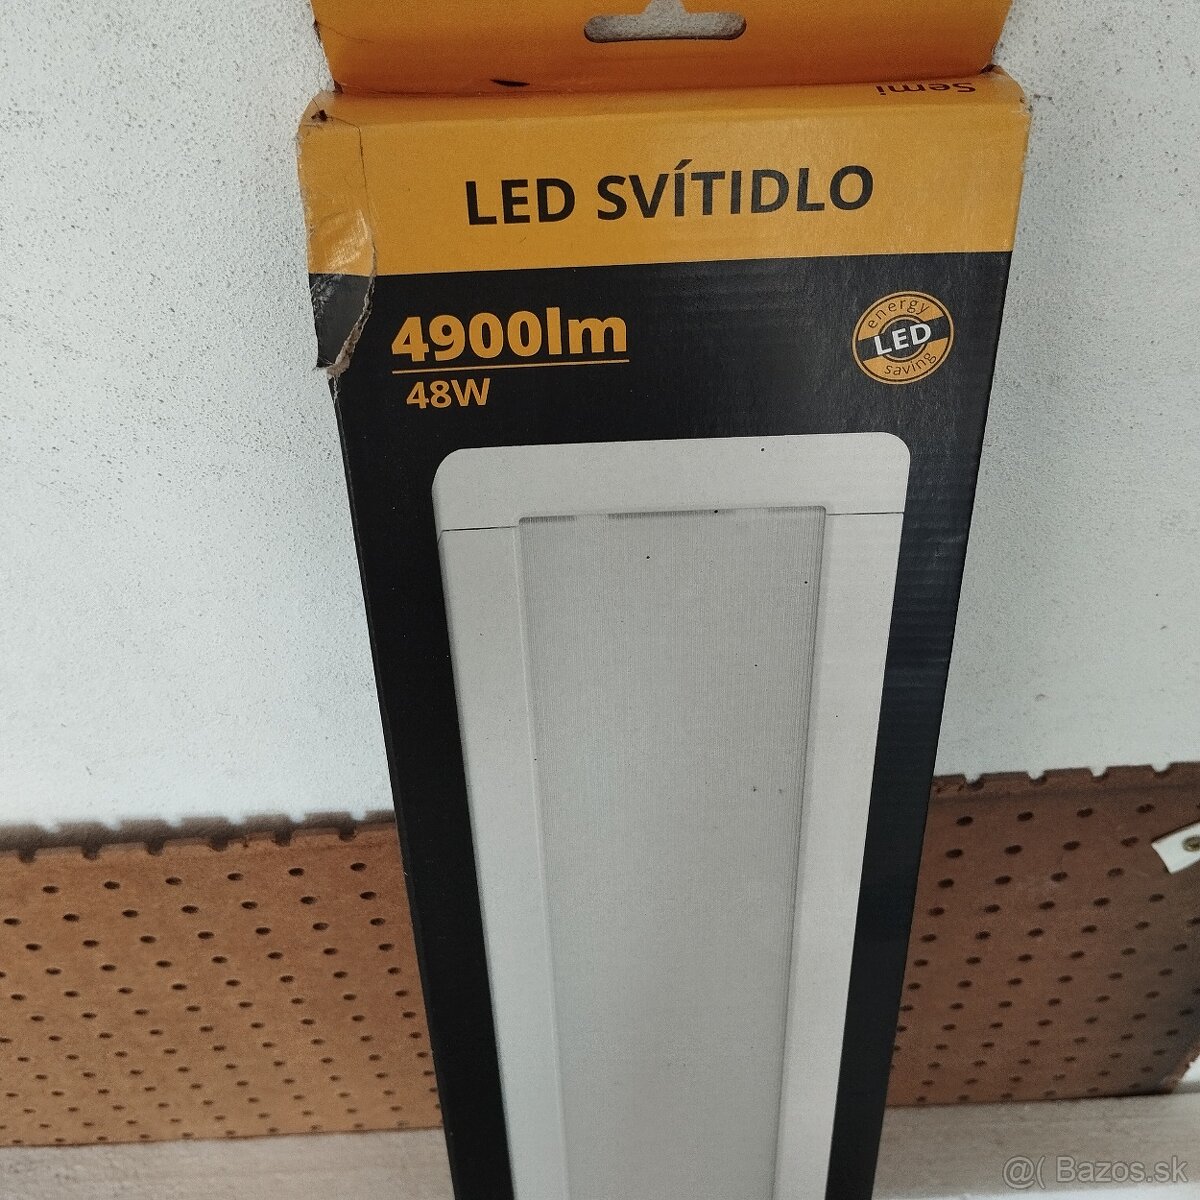 Semi
LED SVÍTIDLO
4900lm
48W
energy
LED
saving
@( Bazos.sk